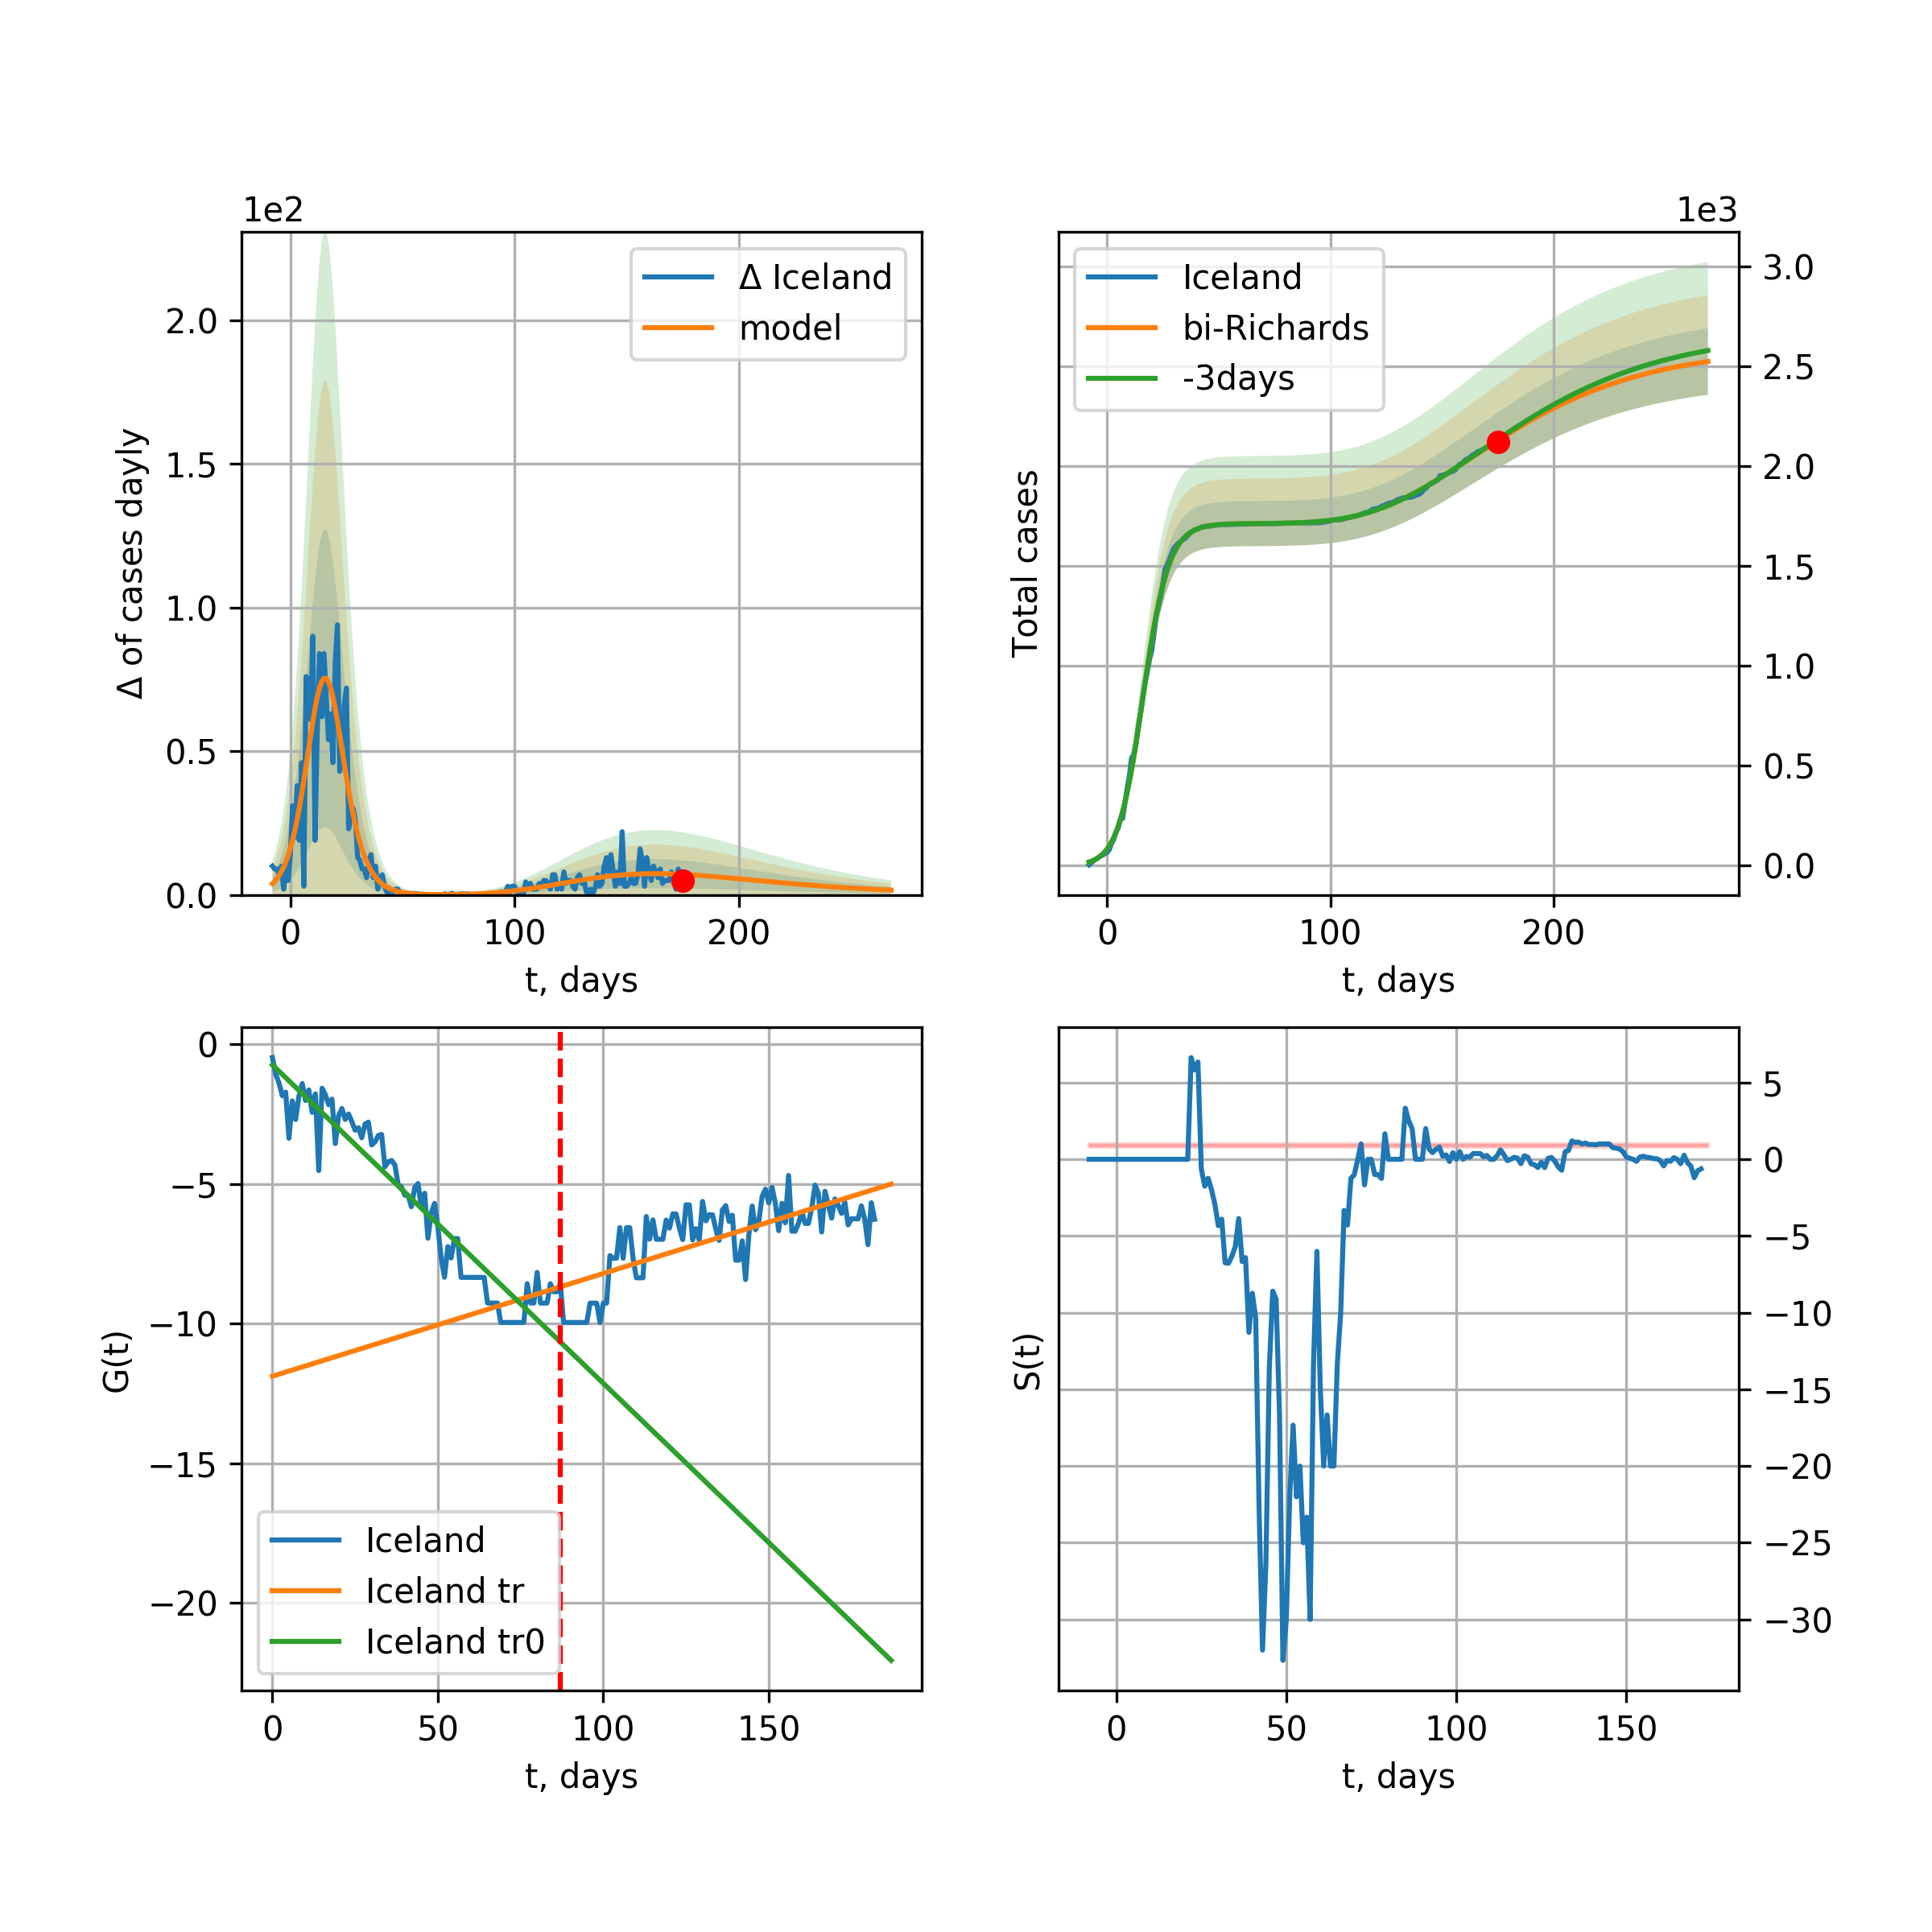 1e2
2.0
1.5
1.0
0.5
0.0
Δ of cases dayly
Δ Iceland
model
0 100 200
t, days
1e3
3.0
2.5
2.0
1.5
1.0
0.5
0.0
Total cases
Iceland
bi-Richards
-3days
0 100 200
t, days
0
−5
−10
−15
−20
G(t)
Iceland
Iceland tr
Iceland tr0
0 50 100 150
t, days
5
0
−5
−10
−15
−20
−25
−30
S(t)
0 50 100 150
t, days